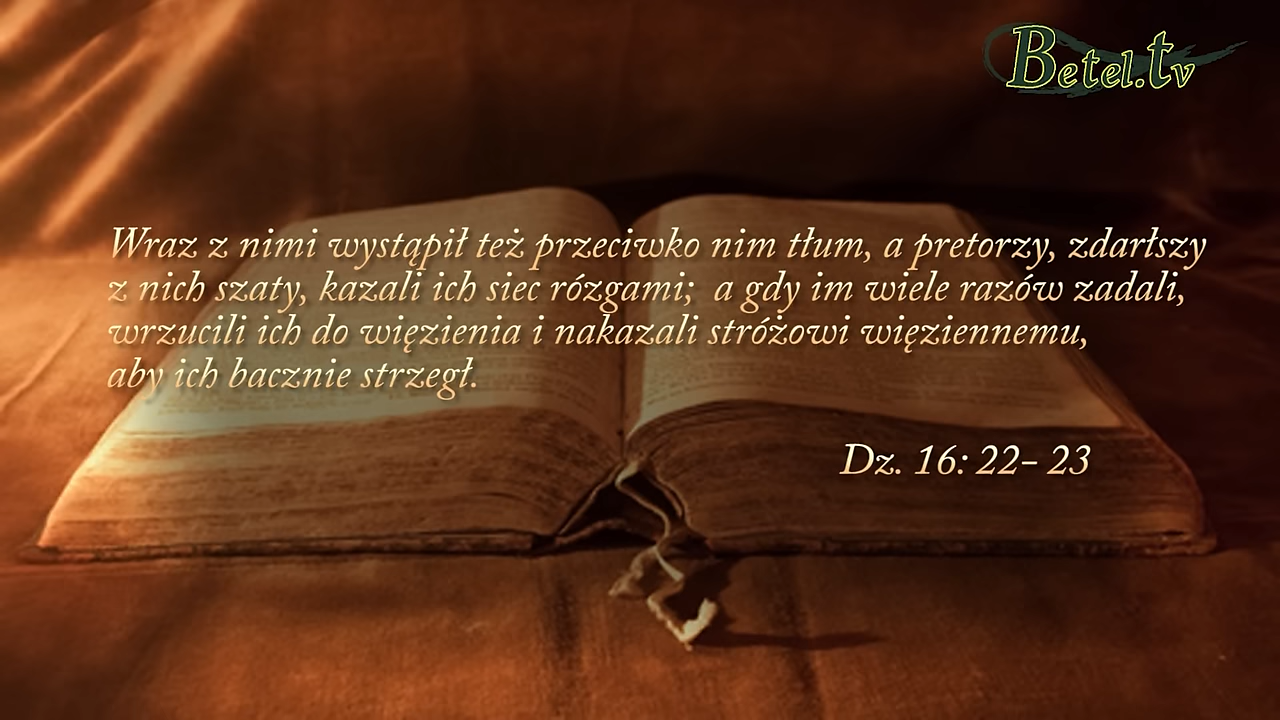 Betel.tv
Wraz z nimi wystąpił też przeciwko nim tłum, a pretorzy, zdarłszy
z nich szaty, kazali ich siec rózgami; a gdy im wiele razów zadali,
wrzucili ich do więzienia i nakazali stróżowi więziennemu,
aby ich bacznie strzegł.
Dz. 16: 22- 23